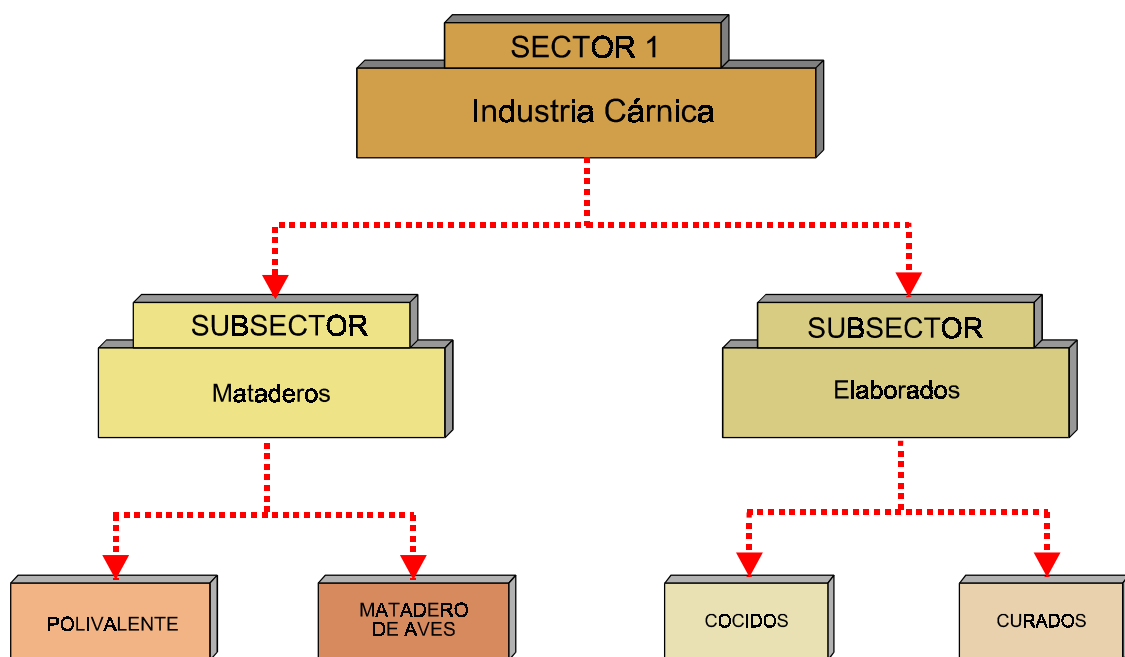 SECTOR 1
Industria Cárnica
SUBSECTOR
Mataderos
SUBSECTOR
Elaborados
POLIVALENTE
MATADERO
DE AVES
COCIDOS
CURADOS